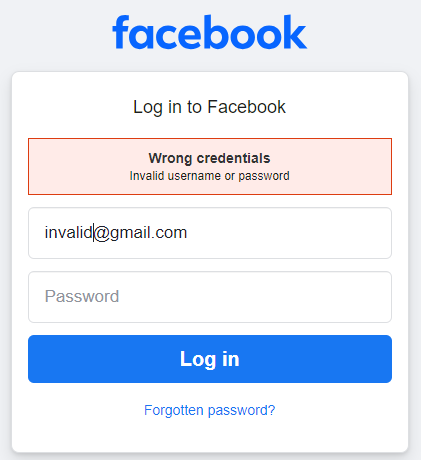 facebook
Log in to Facebook
Wrong credentials
Invalid username or password
invalid@gmail.com
Password
Log in
Forgotten password?